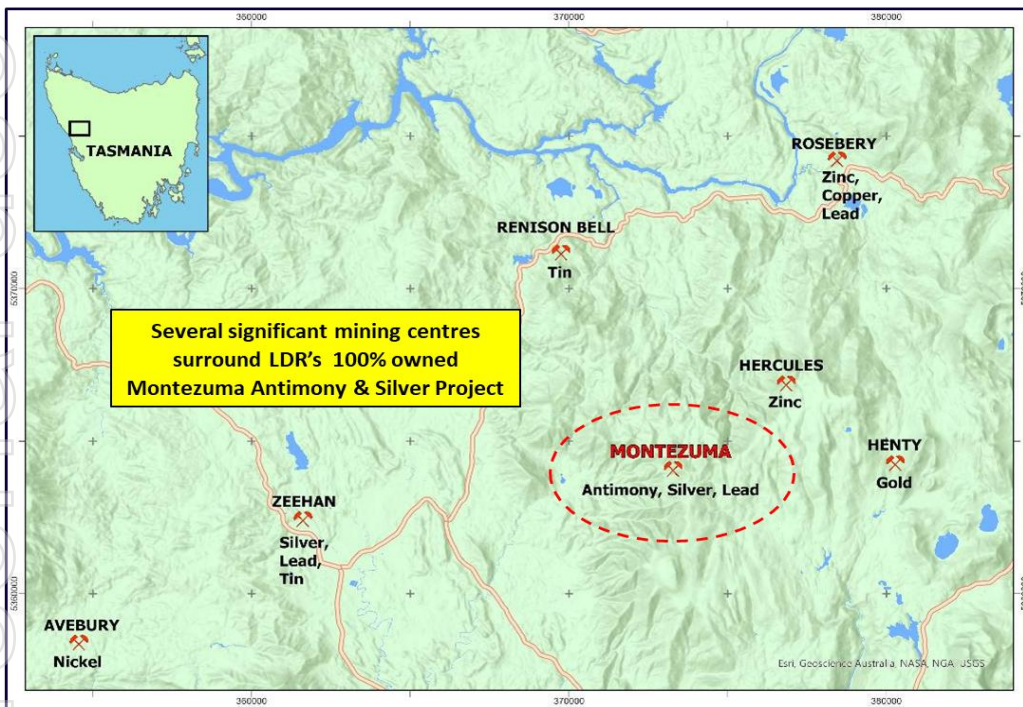 360000
370000
380000
TASMANIA
ROSEBERY
Zinc,
Copper,
Lead
RENISON BELL
Tin
5370000
Several significant mining centres
surround LDR's 100% owned
Montezuma Antimony & Silver Project
HERCULES
Zinc
MONTEZUMA
Antimony, Silver, Lead
HENTY
Gold
ZEEHAN
Silver,
Lead,
Tin
5360000
AVEBURY
Nickel
Esri, Geoscience Australia, NASA, NGA, USGS
360000
370000
380000